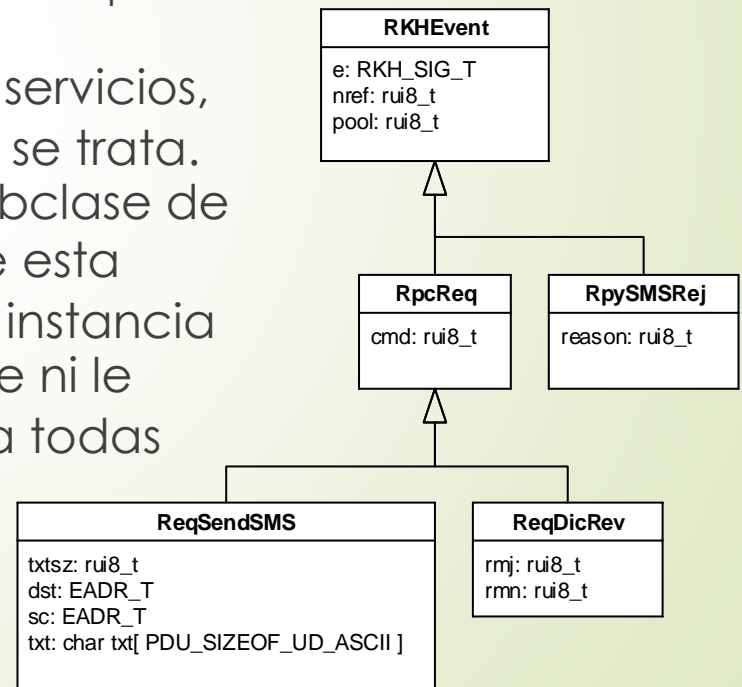 servicios,
se trata.
bclase de
e esta
instancia
e ni le
a todas
RKHEvent
e: RKH_SIG_T
nref: rui8_t
pool: rui8_t
RpcReq
cmd: rui8_t
RpySMSRej
reason: rui8_t
ReqSendSMS
txtsz: rui8_t
dst: EADR_T
sc: EADR_T
txt: char txt[ PDU_SIZEOF_UD_ASCII ]
ReqDicRev
rmj: rui8_t
rmn: rui8_t